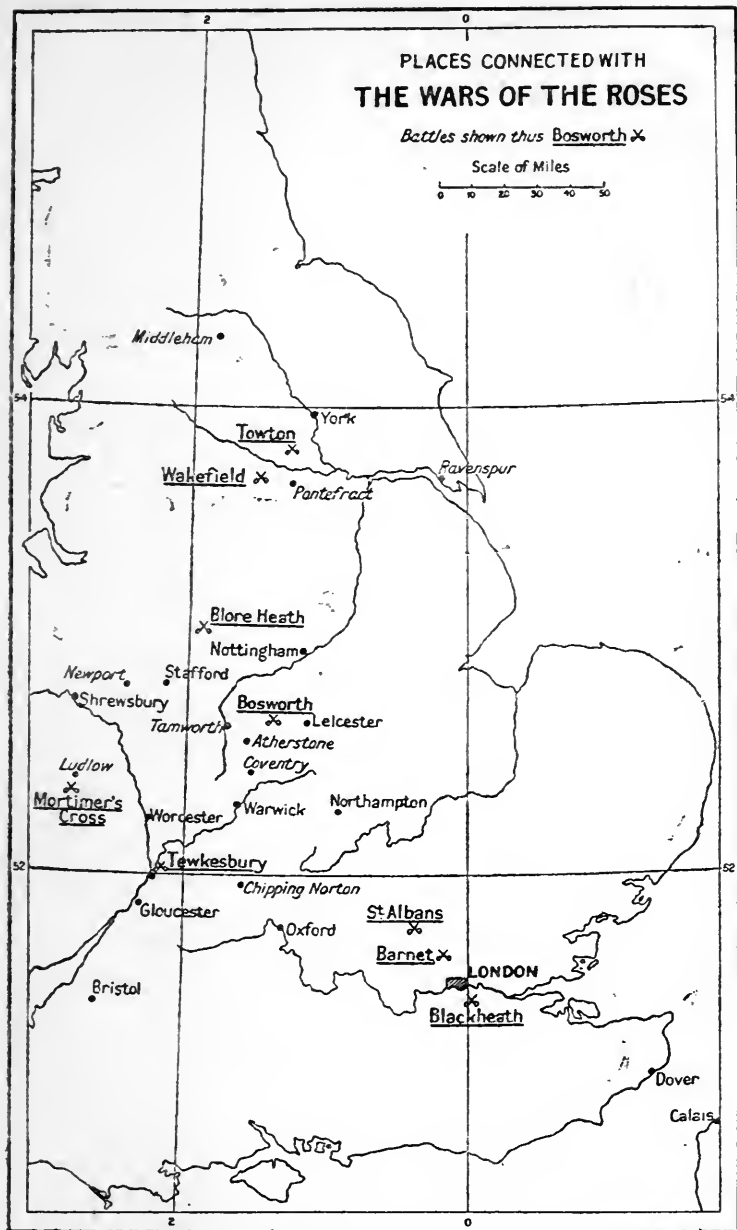 2
0
PLACES CONNECTED WITH
THE WARS OF THE ROSES
Battles shown thus Bosworth
Scale of Miles
0 10 20 30 40 50
Middleham
54
54
York
Towton
Wakefield
Pontefract
Ravenspur
Blore Heath
Nottingham
Newport
Stafford
Shrewsbury
Bosworth
Tamworth
Leicester
Atherstone
Ludlow
Coventry
Mortimer's
Cross
Worcester
Warwick
Northampton
Tewkesbury
52
52
Chipping Norton
Gloucester
St Albans
Oxford
Barnet
LONDON
Bristol
Blackheath
Dover
Calais
2
0